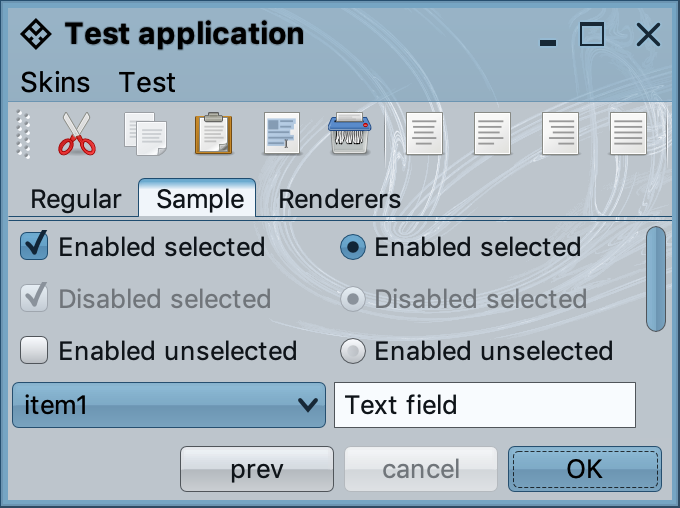 Test application
Skins Test
Regular Sample Renderers
Enabled selected Enabled selected
Disabled selected Disabled selected
Enabled unselected Enabled unselected
item1 Text field
prev cancel OK